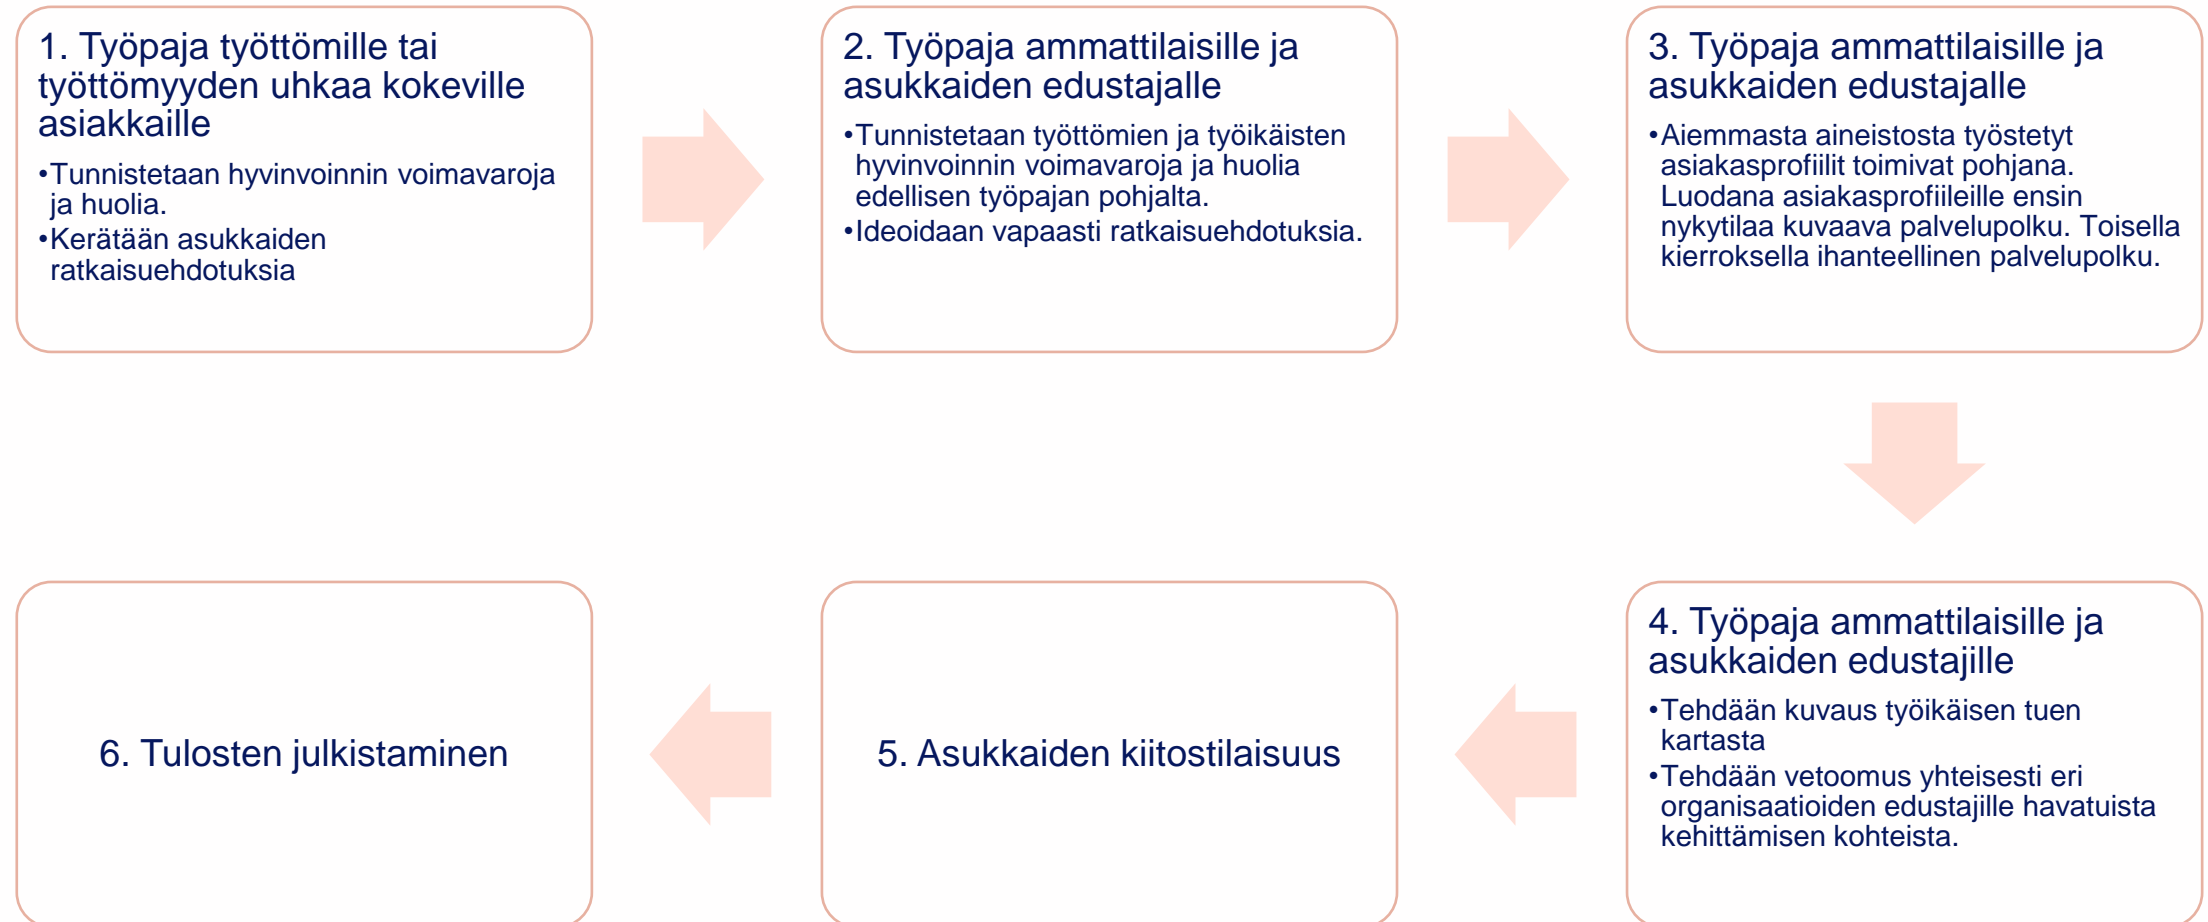 1. Työpaja työttömille tai
työttömyyden uhkaa kokeville
asiakkaille
•Tunnistetaan hyvinvoinnin voimavaroja
ja huolia.
•Kerätään asukkaiden
ratkaisuehdotuksia
2. Työpaja ammattilaisille ja
asukkaiden edustajalle
•Tunnistetaan työttömien ja työikäisten
hyvinvoinnin voimavaroja ja huolia
edellisen työpajan pohjalta.
•Ideoidaan vapaasti ratkaisuehdotuksia.
3. Työpaja ammattilaisille ja
asukkaiden edustajalle
•Aiemmasta aineistosta työstetyt
asiakasprofiilit toimivat pohjana.
Luodana asiakasprofiileille ensin
nykytilaa kuvaava palvelupolku. Toisella
kierroksella ihanteellinen palvelupolku.
4. Työpaja ammattilaisille ja
asukkaiden edustajille
•Tehdään kuvaus työikäisen tuen
kartasta
•Tehdään vetoomus yhteisesti eri
organisaatioiden edustajille havatuista
kehittämisen kohteista.
5. Asukkaiden kiitostilaisuus
6. Tulosten julkistaminen